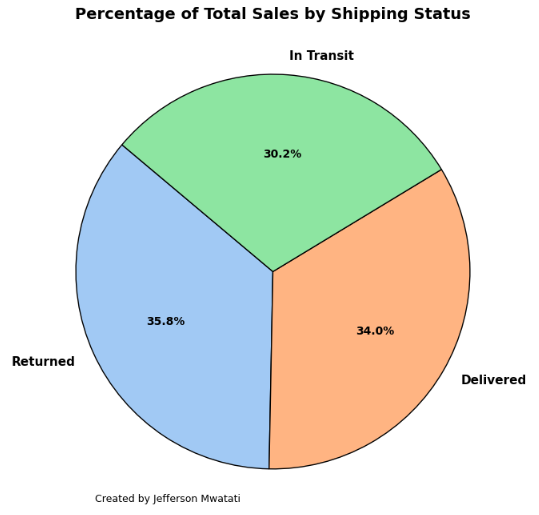 Percentage of Total Sales by Shipping Status
In Transit
30.2%
35.8%
34.0%
Returned
Delivered
Created by Jefferson Mwatati